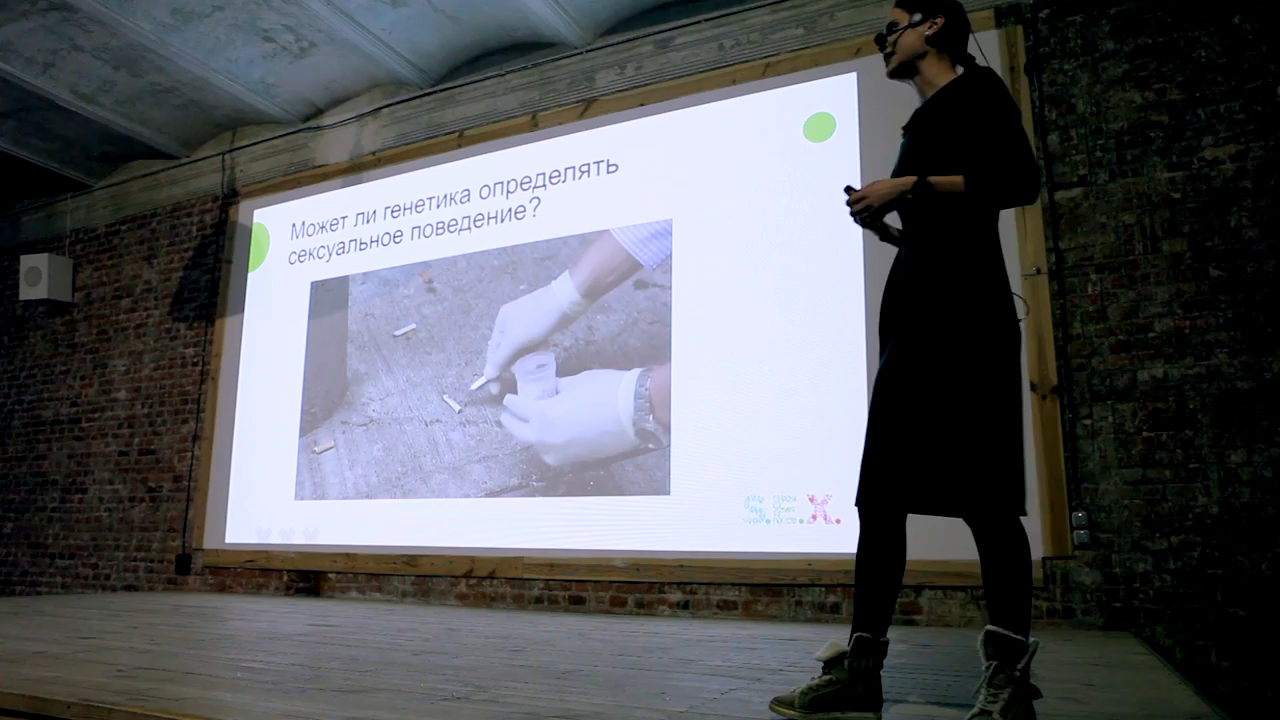 Может ли генетика определять
сексуальное поведение?